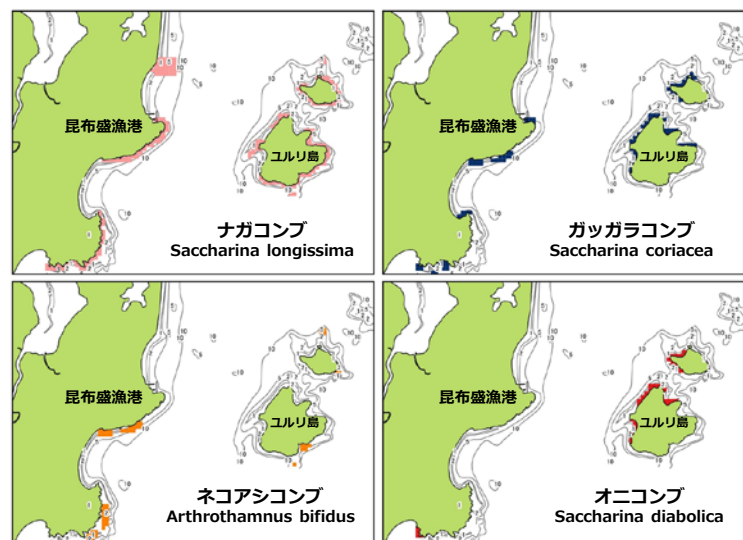 昆布盛漁港
ユルリ島
ナガコンブ
Saccharina longissima
昆布盛漁港
ユルリ島
ガッガラコンブ
Saccharina coriacea
昆布盛漁港
ユルリ島
ネコアシコンブ
Arthrothamnus bifidus
昆布盛漁港
ユルリ島
オニコンブ
Saccharina diabolica